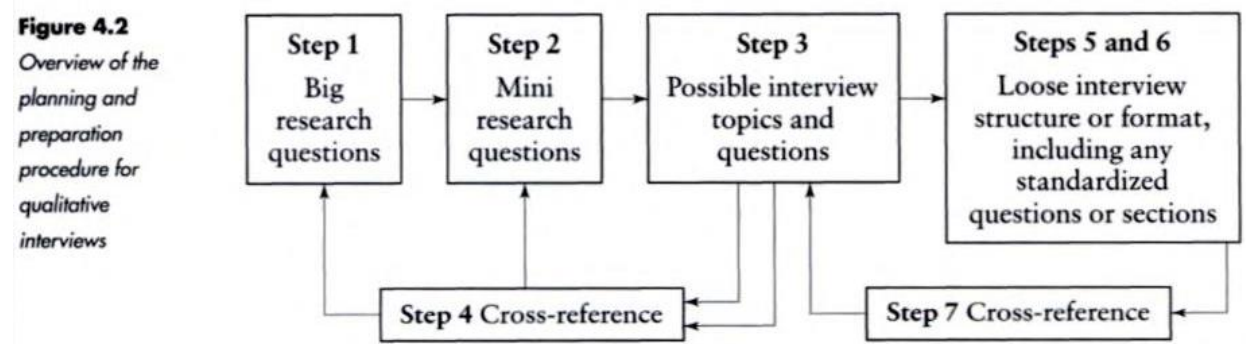 Figure 4.2
Overview of the
planning and
preparation
procedure for
qualitative
interviews
Step 1
Big
research
questions
Step 2
Mini
research
questions
Step 3
Possible interview
topics and
questions
Steps 5 and 6
Loose interview
structure or format,
including any
standardized
questions or sections
Step 4 Cross-reference
Step 7 Cross-reference